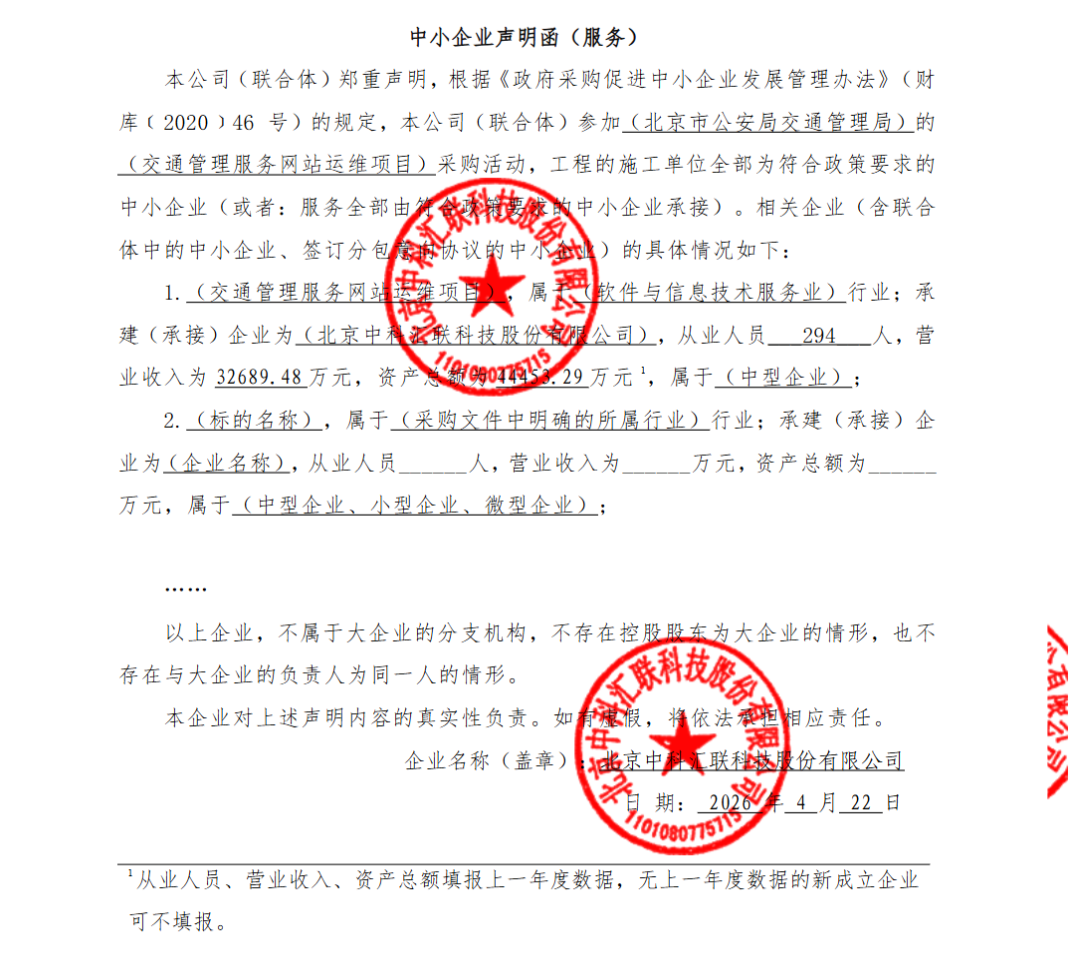 中小企业声明函（服务）
本公司（联合体）郑重声明，根据《政府采购促进中小企业发展管理办法》（财
库﹝2020﹞46 号）的规定，本公司（联合体）参加（北京市公安局交通管理局）的
（交通管理服务网站运维项目）采购活动，工程的施工单位全部为符合政策要求的
中小企业（或者：服务全部由符合政策要求的中小企业承接）。相关企业（含联合
体中的中小企业、签订分包意向协议的中小企业）的具体情况如下：
1.（交通管理服务网站运维项目），属于（软件与信息技术服务业）行业；承
建（承接）企业为（北京中科汇联科技股份有限公司），从业人员 294 人，营
业收入为 32689.48 万元，资产总额为 44453.29 万元1，属于（中型企业）；
2.（标的名称），属于（采购文件中明确的所属行业）行业；承建（承接）企
业为（企业名称），从业人员______人，营业收入为______万元，资产总额为______
万元，属于（中型企业、小型企业、微型企业）；
……
以上企业，不属于大企业的分支机构，不存在控股股东为大企业的情形，也不
存在与大企业的负责人为同一人的情形。
本企业对上述声明内容的真实性负责。如有虚假，将依法承担相应责任。
企业名称（盖章）：北京中科汇联科技股份有限公司
日 期： 2026 年 4 月 22 日
1从业人员、营业收入、资产总额填报上一年度数据，无上一年度数据的新成立企业
可不填报。
北京中科汇联科技股份有限公司
1101080775715
北京中科汇联科技股份有限公司
1101080775715